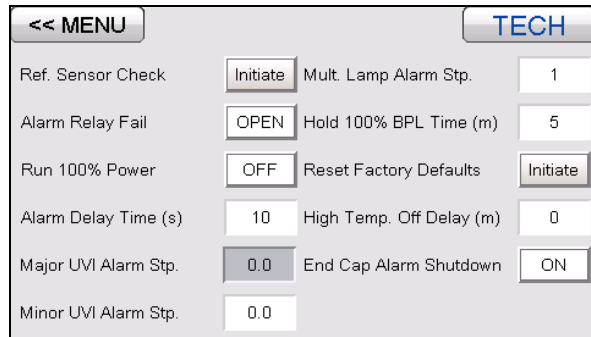 << MENU TECH
Ref. Sensor Check Initiate Mult. Lamp Alarm Stp. 1
Alarm Relay Fail OPEN Hold 100% BPL Time (m) 5
Run 100% Power OFF Reset Factory Defaults Initiate
Alarm Delay Time (s) 10 High Temp. Off Delay (m) 0
Major UVI Alarm Stp. 0.0 End Cap Alarm Shutdown ON
Minor UVI Alarm Stp. 0.0